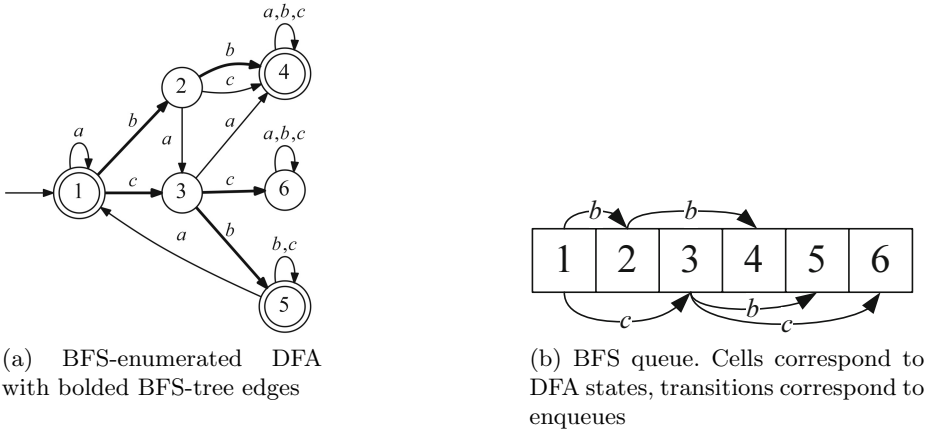 a,b,c
b
4
2
c
a
b
a
a
a,b,c
1
c
3
c
6
b
a
b,c
5
b
b
1 2 3 4 5 6
b
c
c
(a) BFS-enumerated DFA
with bolded BFS-tree edges
(b) BFS queue. Cells correspond to
DFA states, transitions correspond to
enqueues